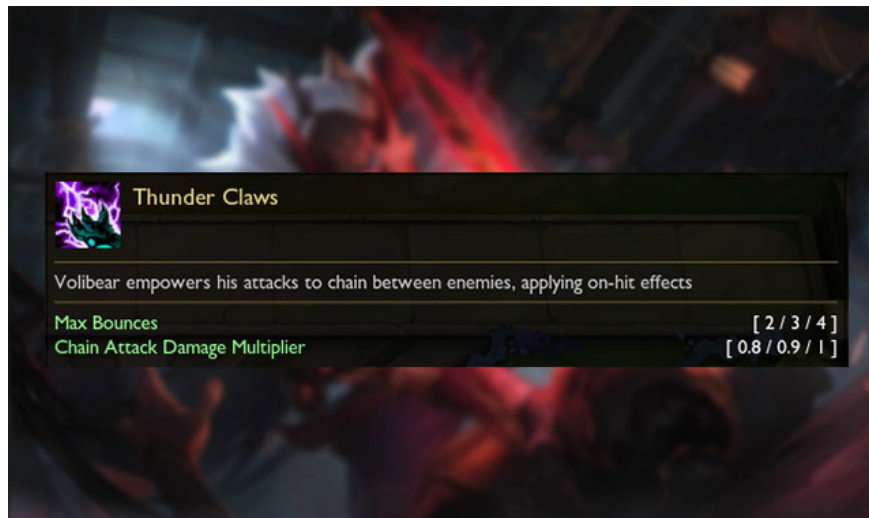 Thunder Claws
Volibear empowers his attacks to chain between enemies, applying on-hit effects
Max Bounces [ 2 / 3 / 4 ]
Chain Attack Damage Multiplier [ 0.8 / 0.9 / 1 ]